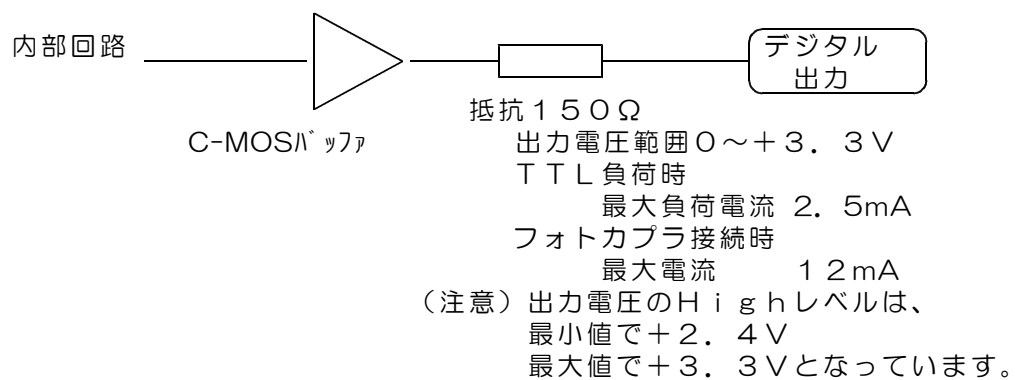 内部回路
デジタル
出力
C-MOSﾊﾞｯﾌｧ
抵抗１５０Ω
出力電圧範囲０～＋３．３Ｖ
ＴＴＬ負荷時
最大負荷電流 ２．５mA
フォトカプラ接続時
最大電流　　１２mA
（注意）出力電圧のＨｉｇｈレベルは、
最小値で＋２．４Ｖ
最大値で＋３．３Ｖとなっています。